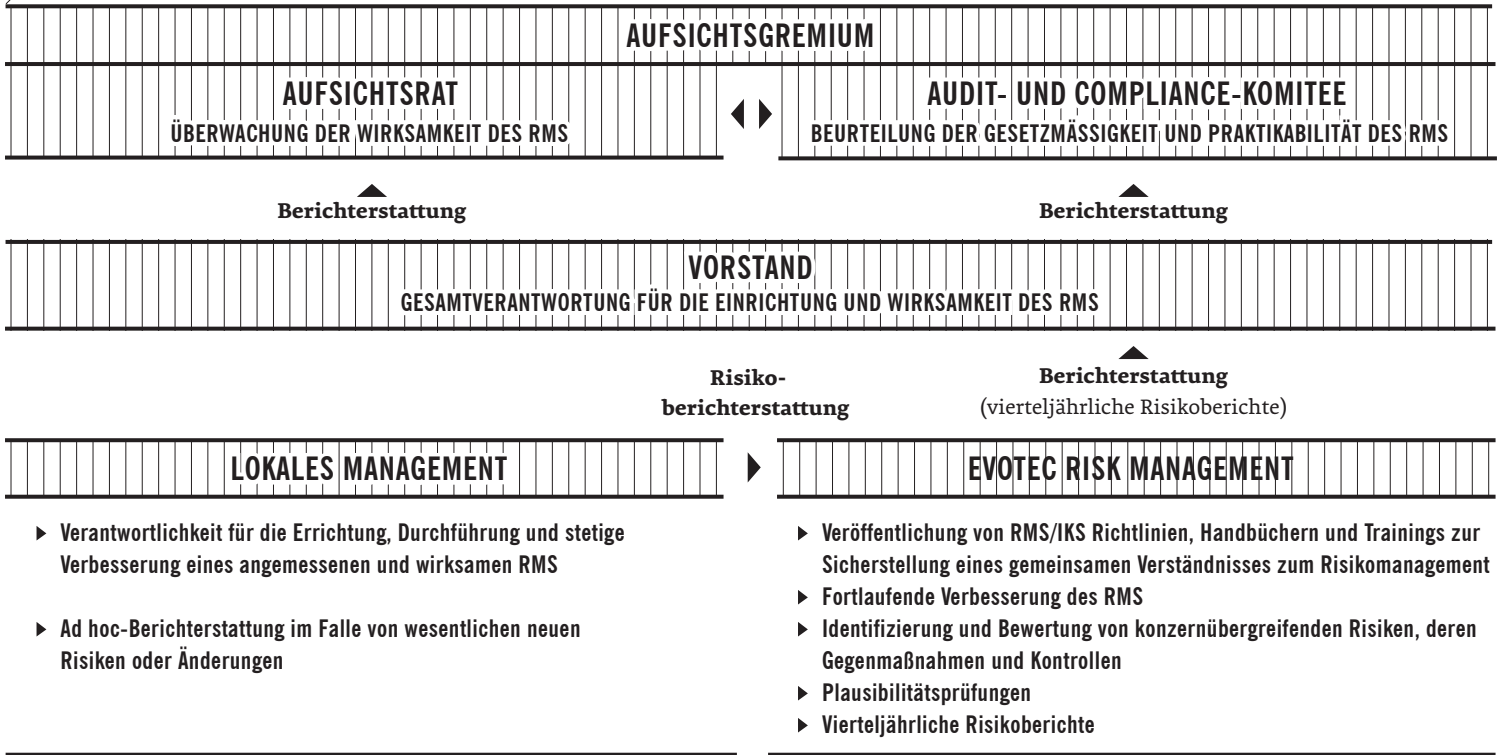 AUFSICHTSGREMIUM
AUFSICHTSRAT
ÜBERWACHUNG DER WIRKSAMKEIT DES RMS
AUDIT- UND COMPLIANCE-KOMITEE
BEURTEILUNG DER GESETZMÄSSIGKEIT UND PRAKTIKABILITÄT DES RMS
Berichterstattung
Berichterstattung
VORSTAND
GESAMTVERANTWORTUNG FÜR DIE EINRICHTUNG UND WIRKSAMKEIT DES RMS
Risiko-
berichterstattung
Berichterstattung
(vierteljährliche Risikoberichte)
LOKALES MANAGEMENT
Verantwortlichkeit für die Errichtung, Durchführung und stetige
Verbesserung eines angemessenen und wirksamen RMS
Ad hoc-Berichterstattung im Falle von wesentlichen neuen
Risiken oder Änderungen
EVOTEC RISK MANAGEMENT
Veröffentlichung von RMS/IKS Richtlinien, Handbüchern und Trainings zur
Sicherstellung eines gemeinsamen Verständnisses zum Risikomanagement
Fortlaufende Verbesserung des RMS
Identifizierung und Bewertung von konzernübergreifenden Risiken, deren
Gegenmaßnahmen und Kontrollen
Plausibilitätsprüfungen
Vierteljährliche Risikoberichte